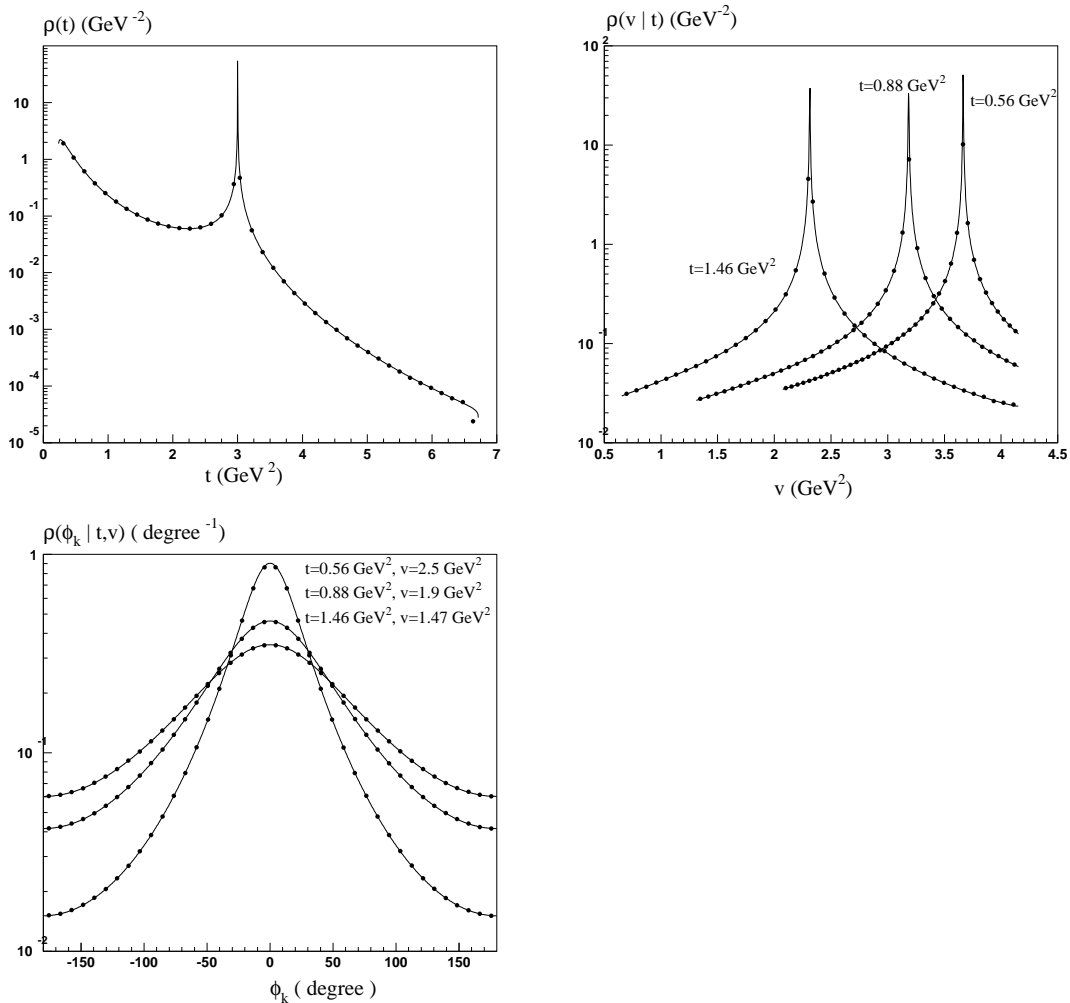 ρ(t) (GeV⁻²)
10
1
10⁻¹
10⁻²
10⁻³
10⁻⁴
10⁻⁵
0 1 2 3 4 5 6 7
t (GeV²)
ρ(v | t) (GeV⁻²)
10²
10
1
10⁻¹
10⁻²
t=0.88 GeV²
t=0.56 GeV²
t=1.46 GeV²
0.5 1 1.5 2 2.5 3 3.5 4 4.5
v (GeV²)
ρ(ϕₖ | t,v) ( degree⁻¹)
1
10⁻¹
10⁻²
t=0.56 GeV², v=2.5 GeV²
t=0.88 GeV², v=1.9 GeV²
t=1.46 GeV², v=1.47 GeV²
-150 -100 -50 0 50 100 150
ϕₖ ( degree )